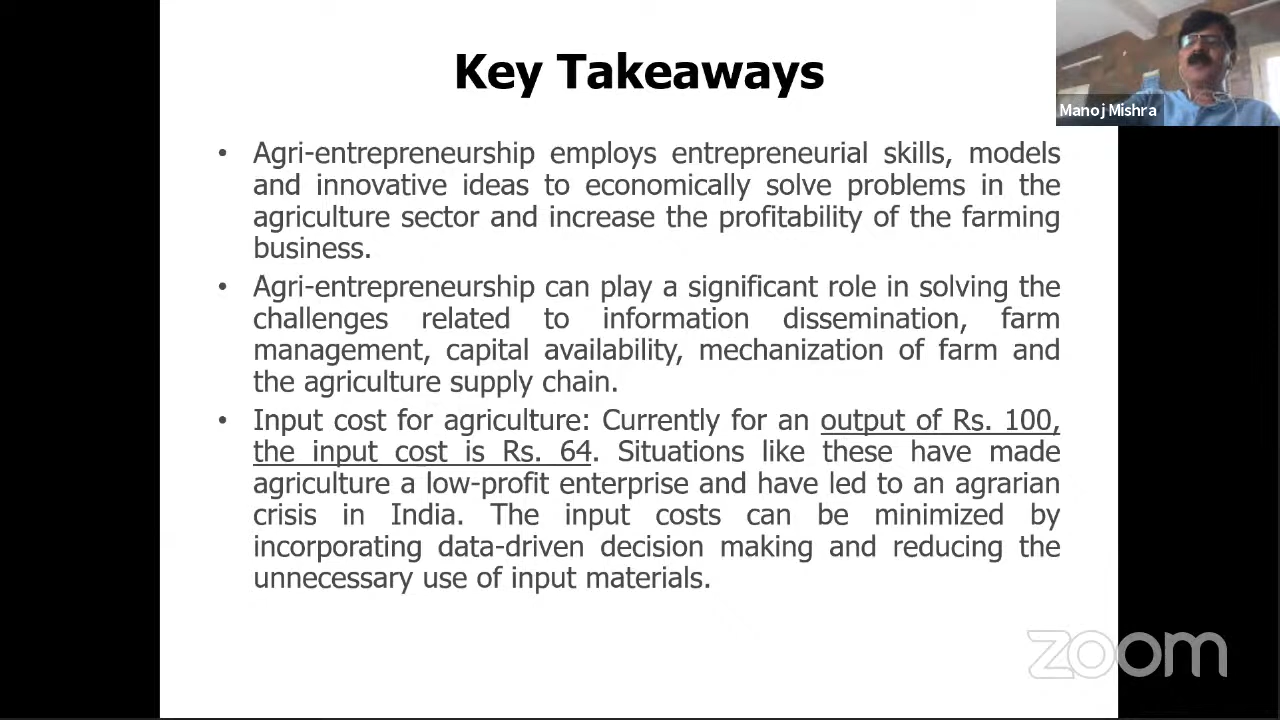 Key Takeaways
Manoj Mishra
• Agri-entrepreneurship employs entrepreneurial skills, models
and innovative ideas to economically solve problems in the
agriculture sector and increase the profitability of the farming
business.
• Agri-entrepreneurship can play a significant role in solving the
challenges related to information dissemination, farm
management, capital availability, mechanization of farm and
the agriculture supply chain.
• Input cost for agriculture: Currently for an output of Rs. 100,
the input cost is Rs. 64. Situations like these have made
agriculture a low-profit enterprise and have led to an agrarian
crisis in India. The input costs can be minimized by
incorporating data-driven decision making and reducing the
unnecessary use of input materials.
zoom